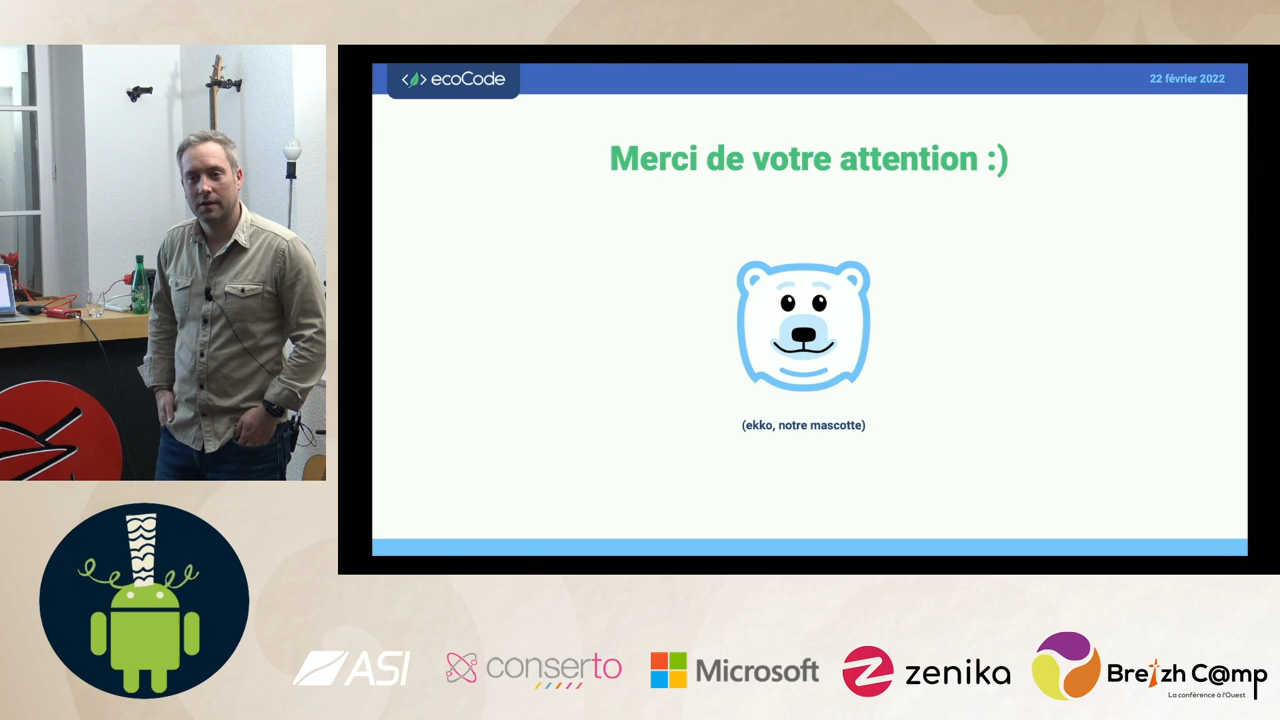 ecoCode
22 février 2022
Merci de votre attention :)
(ekko, notre mascotte)
ASI
conserto
Microsoft
zenika
Breizh C@mp
La conférence à l'Ouest